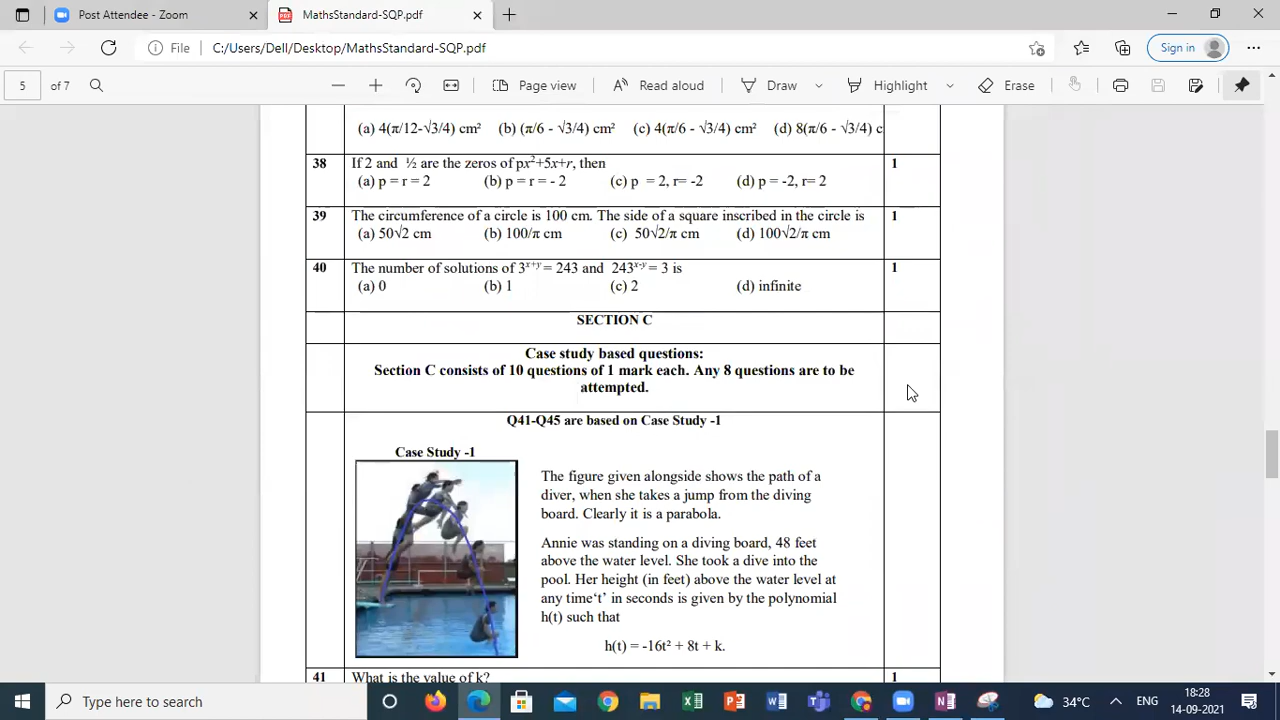 Post Attendee - Zoom
MathsStandard-SQP.pdf
File C:/Users/Dell/Desktop/MathsStandard-SQP.pdf
Sign in
5 of 7
Page view
Read aloud
Draw
Highlight
Erase
(a) 4(π/12-√3/4) cm² (b) (π/6 - √3/4) cm² (c) 4(π/6 - √3/4) cm² (d) 8(π/6 - √3/4) c
38 If 2 and ½ are the zeros of px²+5x+r, then 1
(a) p = r = 2 (b) p = r = - 2 (c) p = 2, r= -2 (d) p = -2, r= 2
39 The circumference of a circle is 100 cm. The side of a square inscribed in the circle is 1
(a) 50√2 cm (b) 100/π cm (c) 50√2/π cm (d) 100√2/π cm
40 The number of solutions of 3ˣ⁺ʸ = 243 and 243ˣ⁻ʸ = 3 is 1
(a) 0 (b) 1 (c) 2 (d) infinite
SECTION C
Case study based questions:
Section C consists of 10 questions of 1 mark each. Any 8 questions are to be
attempted.
Q41-Q45 are based on Case Study -1
Case Study -1
The figure given alongside shows the path of a
diver, when she takes a jump from the diving
board. Clearly it is a parabola.
Annie was standing on a diving board, 48 feet
above the water level. She took a dive into the
pool. Her height (in feet) above the water level at
any time‘t’ in seconds is given by the polynomial
h(t) such that
h(t) = -16t² + 8t + k.
41 What is the value of k? 1
Type here to search
34°C
ENG
18:28
14-09-2021